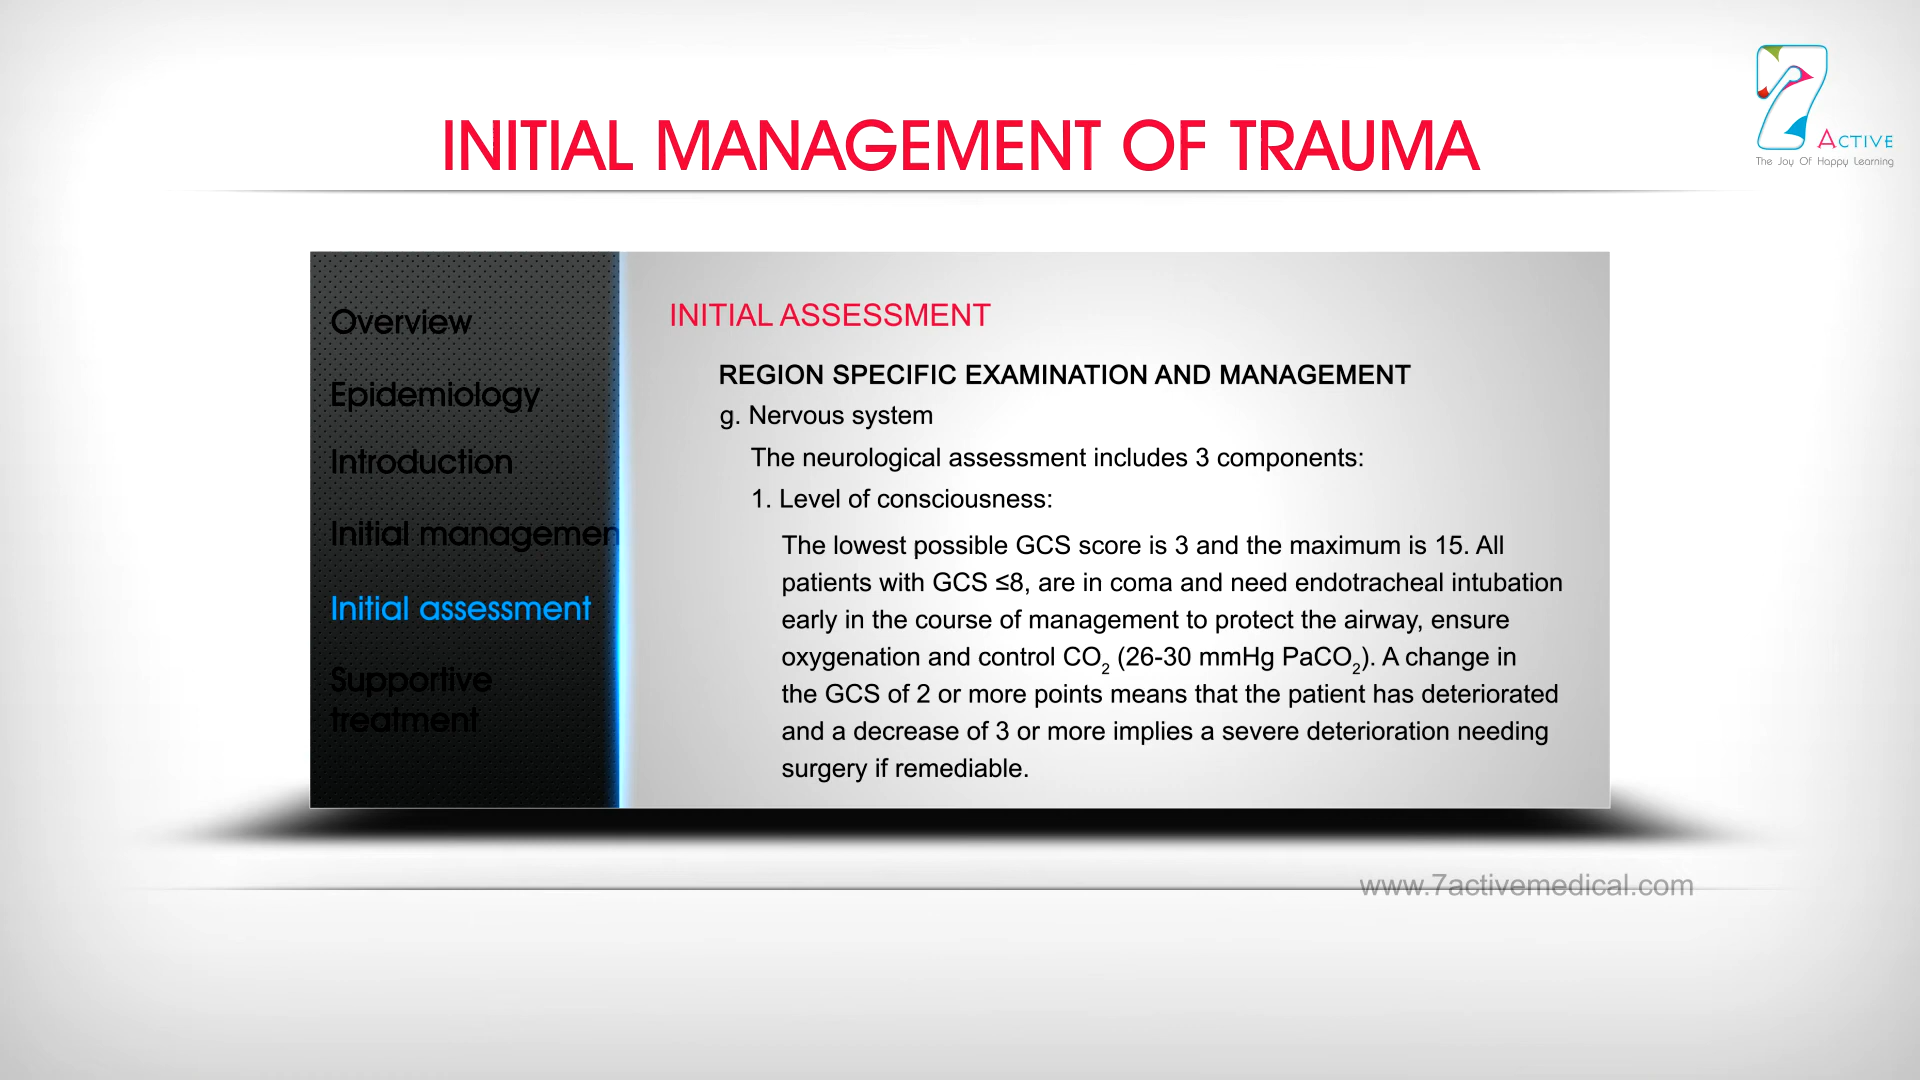 ACTIVE
The Joy Of Happy Learning
INITIAL MANAGEMENT OF TRAUMA
Overview
Epidemiology
Introduction
Initial managemen
Initial assessment
Supportive
treatment
INITIAL ASSESSMENT
REGION SPECIFIC EXAMINATION AND MANAGEMENT
g. Nervous system
The neurological assessment includes 3 components:
1. Level of consciousness:
The lowest possible GCS score is 3 and the maximum is 15. All
patients with GCS ≤8, are in coma and need endotracheal intubation
early in the course of management to protect the airway, ensure
oxygenation and control CO₂ (26-30 mmHg PaCO₂). A change in
the GCS of 2 or more points means that the patient has deteriorated
and a decrease of 3 or more implies a severe deterioration needing
surgery if remediable.
www.7activemedical.com